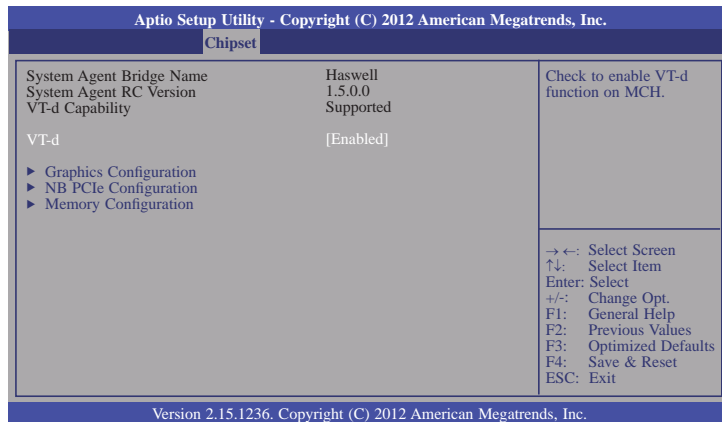 Aptio Setup Utility - Copyright (C) 2012 American Megatrends, Inc.
Chipset
System Agent Bridge Name Haswell
System Agent RC Version 1.5.0.0
VT-d Capability Supported
VT-d [Enabled]
► Graphics Configuration
► NB PCIe Configuration
► Memory Configuration
Check to enable VT-d
function on MCH.
→←: Select Screen
↑↓: Select Item
Enter: Select
+/-: Change Opt.
F1: General Help
F2: Previous Values
F3: Optimized Defaults
F4: Save & Reset
ESC: Exit
Version 2.15.1236. Copyright (C) 2012 American Megatrends, Inc.